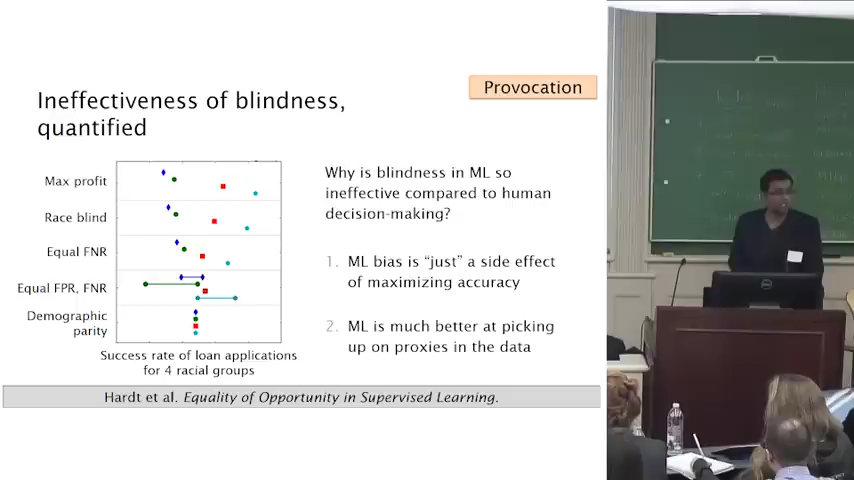 Provocation
Ineffectiveness of blindness,
quantified
Max profit
Race blind
Equal FNR
Equal FPR, FNR
Demographic
parity
Success rate of loan applications
for 4 racial groups
Why is blindness in ML so
ineffective compared to human
decision-making?
1. ML bias is “just” a side effect
of maximizing accuracy
2. ML is much better at picking
up on proxies in the data
Hardt et al. Equality of Opportunity in Supervised Learning.